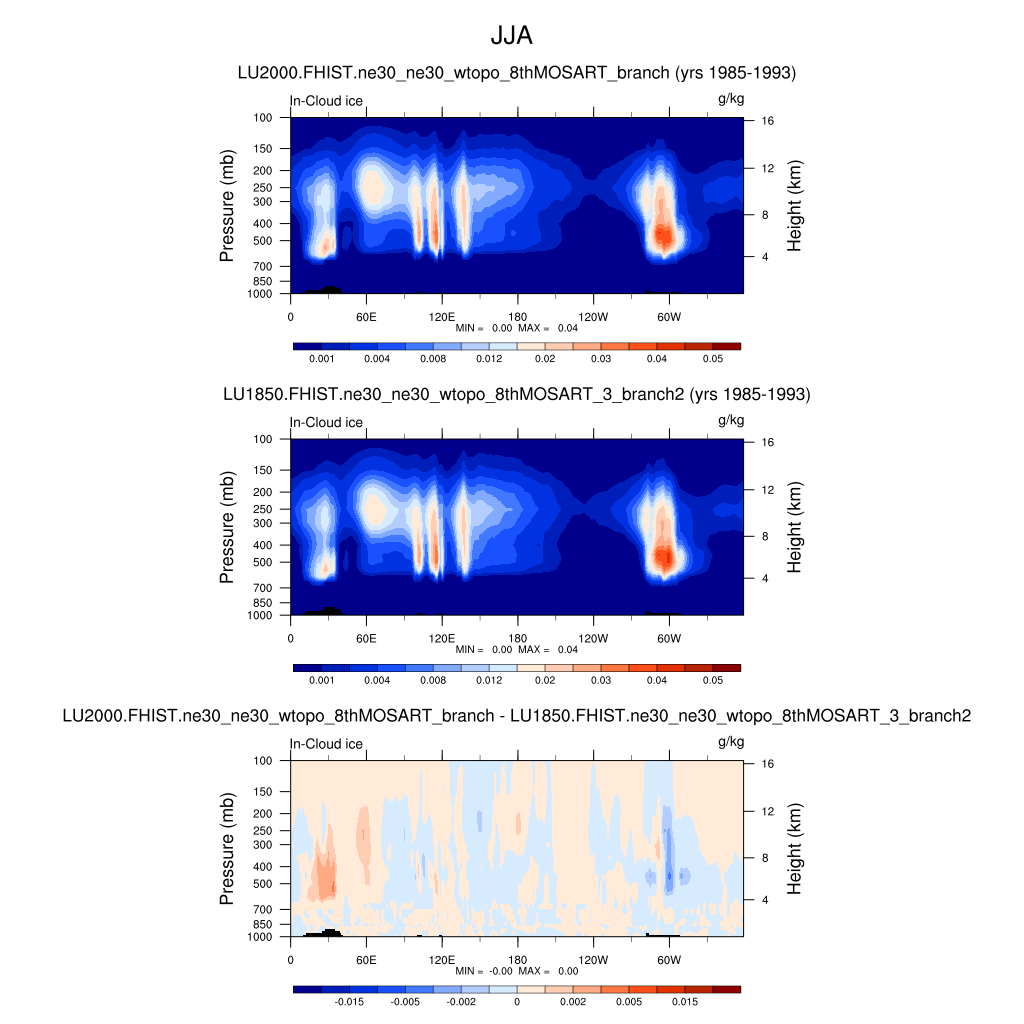 JJA
LU2000.FHIST.ne30_ne30_wtopo_8thMOSART_branch (yrs 1985-1993)
In-Cloud ice g/kg
Pressure (mb)
100
150
200
250
300
400
500
700
850
1000
16
12
8
4
Height (km)
0 60E 120E 180 120W 60W
MIN = 0.00 MAX = 0.04
0.001 0.004 0.008 0.012 0.02 0.03 0.04 0.05
LU1850.FHIST.ne30_ne30_wtopo_8thMOSART_3_branch2 (yrs 1985-1993)
In-Cloud ice g/kg
Pressure (mb)
100
150
200
250
300
400
500
700
850
1000
16
12
8
4
Height (km)
0 60E 120E 180 120W 60W
MIN = 0.00 MAX = 0.04
0.001 0.004 0.008 0.012 0.02 0.03 0.04 0.05
LU2000.FHIST.ne30_ne30_wtopo_8thMOSART_branch - LU1850.FHIST.ne30_ne30_wtopo_8thMOSART_3_branch2
In-Cloud ice g/kg
Pressure (mb)
100
150
200
250
300
400
500
700
850
1000
16
12
8
4
Height (km)
0 60E 120E 180 120W 60W
MIN = -0.00 MAX = 0.00
-0.015 -0.005 -0.002 0 0.002 0.005 0.015